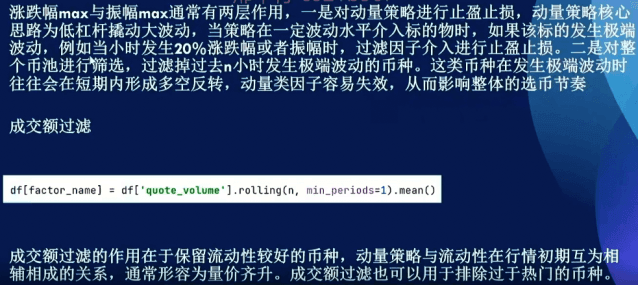 涨跌幅max与振幅max通常有两层作用，一是对动量策略进行止盈止损，动量策略核心
思路为低杠杆撬动大波动，当策略在一定波动水平介入标的物时，如果该标的发生极端
波动，例如当小时发生20%涨跌幅或者振幅时，过滤因子介入进行止盈止损。二是对整
个币池进行筛选，过滤掉过去n小时发生极端波动的币种。这类币种在发生极端波动时
往往会在短期内形成多空反转，动量类因子容易失效，从而影响整体的选币节奏
成交额过滤
df[factor_name] = df['quote_volume'].rolling(n, min_periods=1).mean()
成交额过滤的作用在于保留流动性较好的币种，动量策略与流动性在行情初期互为相
辅相成的关系，通常形容为量价齐升。成交额过滤也可以用于排除过于热门的币种。